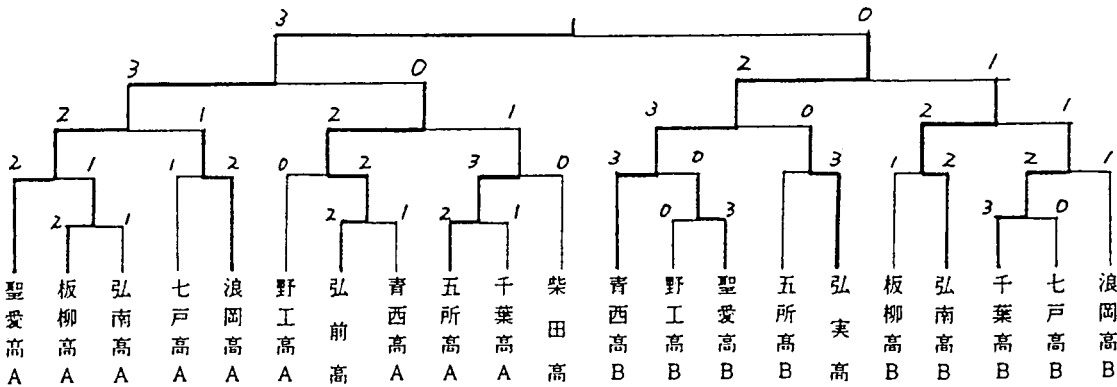 3 1 0
3 0 2 1
2 1 2 1 3 0 2 1
2 1 1 2 0 2 3 0 3 0 3 1 2 2 1
2 1 2 1 2 1 0 3 3 0
聖愛高A
板柳高A
弘南高A
七戸高A
浪岡高A
野工高A
弘前高
青西高A
五所高A
千葉高A
柴田高
青西高B
野工高B
聖愛高B
五所高B
弘実高
板柳高B
弘南高B
千葉高B
七戸高B
浪岡高B